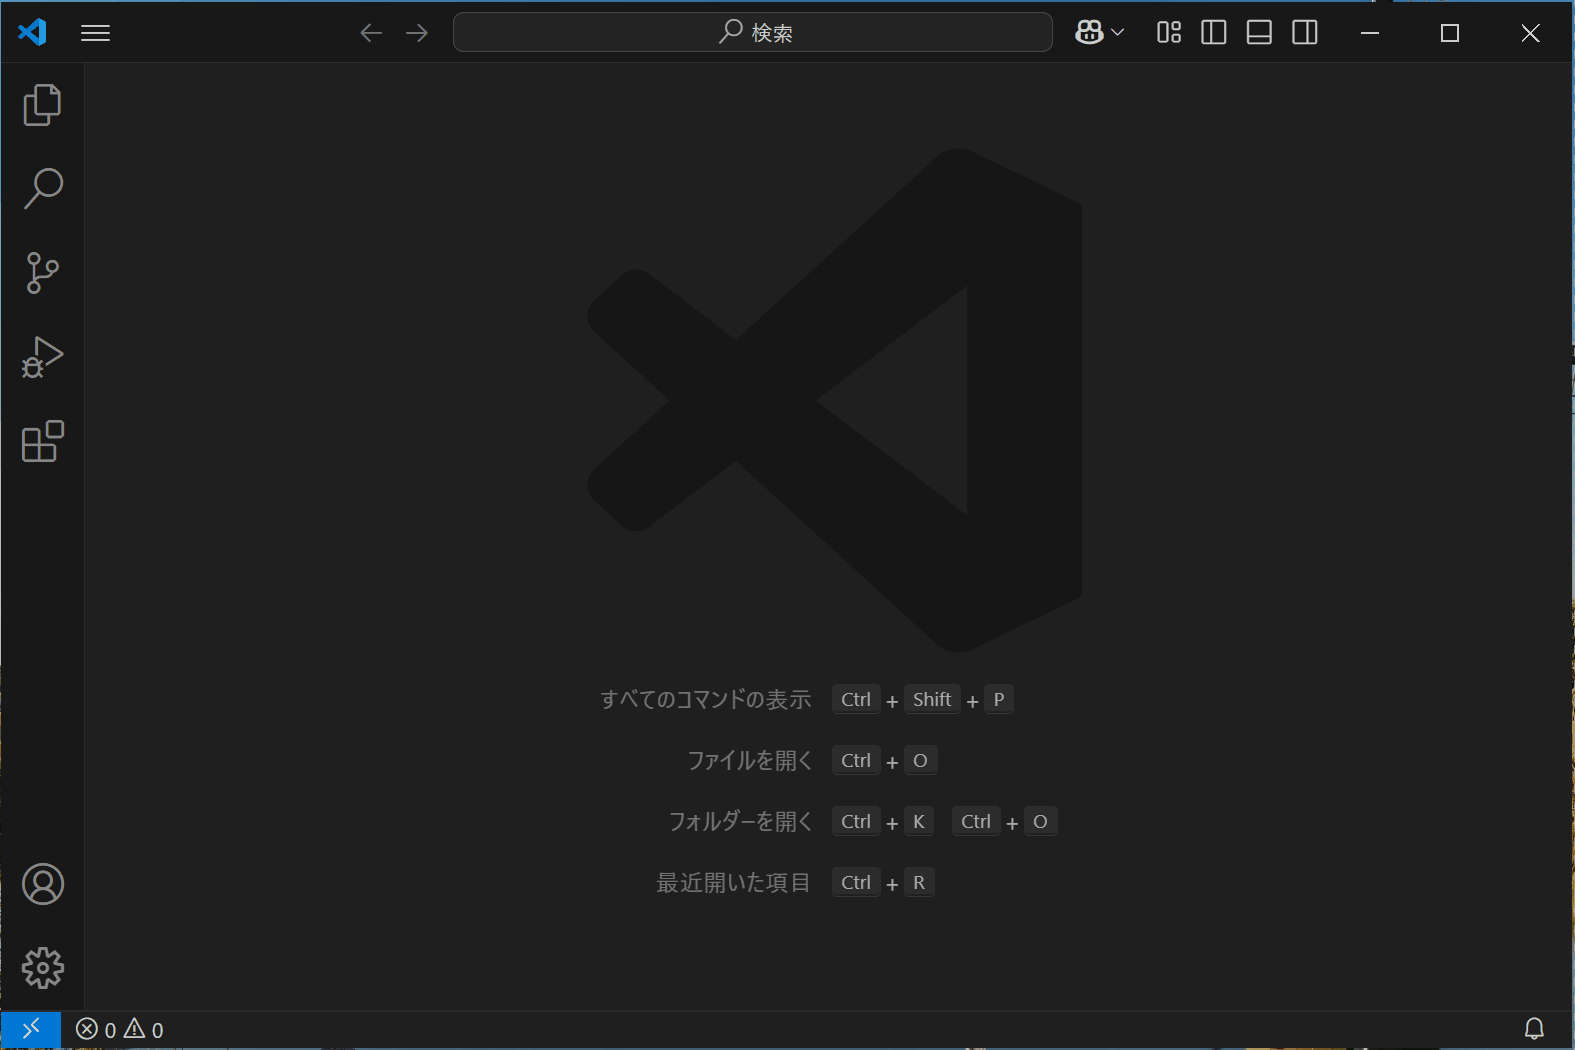 検索
すべてのコマンドの表示 Ctrl + Shift + P
ファイルを開く Ctrl + O
フォルダーを開く Ctrl + K Ctrl + O
最近開いた項目 Ctrl + R
0 0